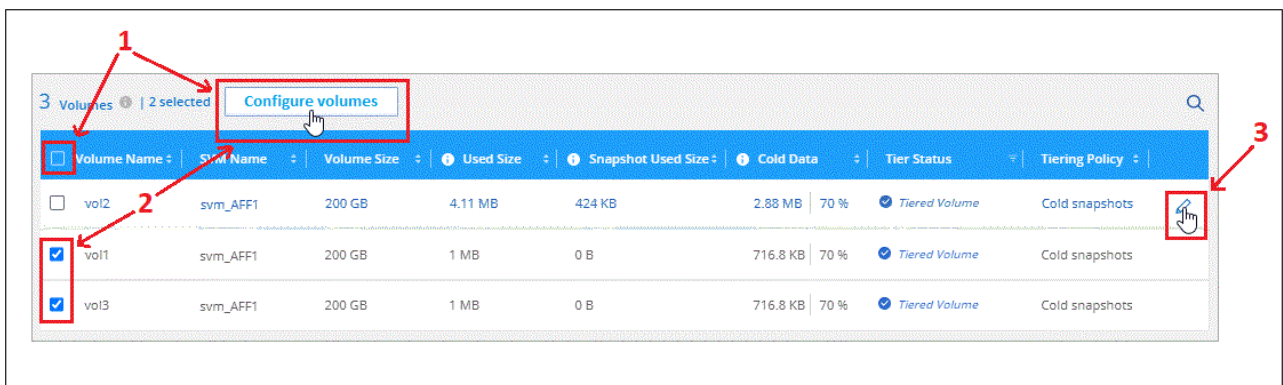 1
3 Volumes | 2 selected Configure volumes
3
Volume Name SVM Name Volume Size Used Size Snapshot Used Size Cold Data Tier Status Tiering Policy
2
vol2 svm_AFF1 200 GB 4.11 MB 424 KB 2.88 MB 70 % Tiered Volume Cold snapshots
vol1 svm_AFF1 200 GB 1 MB 0 B 716.8 KB 70 % Tiered Volume Cold snapshots
vol3 svm_AFF1 200 GB 1 MB 0 B 716.8 KB 70 % Tiered Volume Cold snapshots